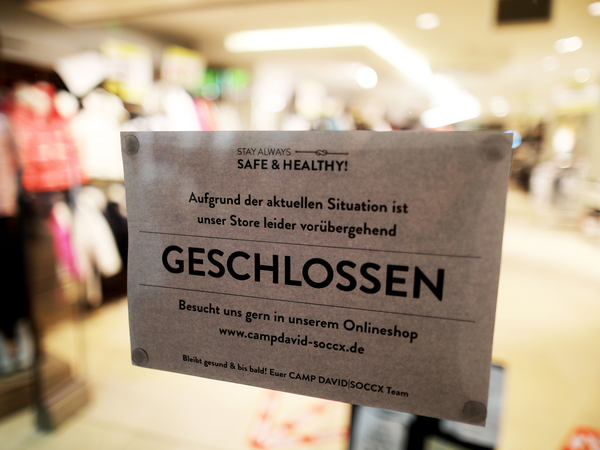 STAY ALWAYS
SAFE & HEALTHY!
Aufgrund der aktuellen Situation ist
unser Store leider vorübergehend
GESCHLOSSEN
Besucht uns gern in unserem Onlineshop
www.campdavid-soccx.de
Bleibt gesund & bis bald! Euer CAMP DAVID|SOCCX Team